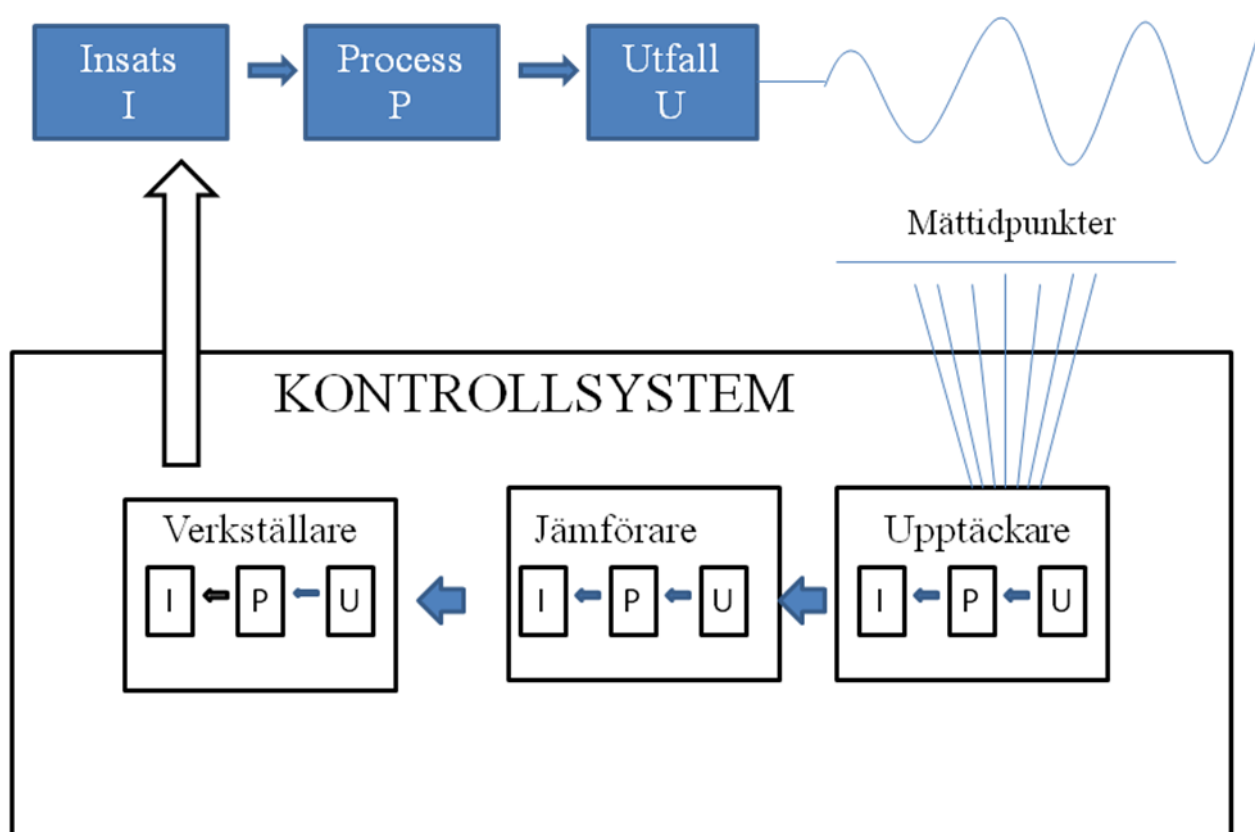 Insats
I
Process
P
Utfall
U
Mättidpunkter
KONTROLLSYSTEM
Verkställare
I P U
Jämförare
I P U
Upptäckare
I P U